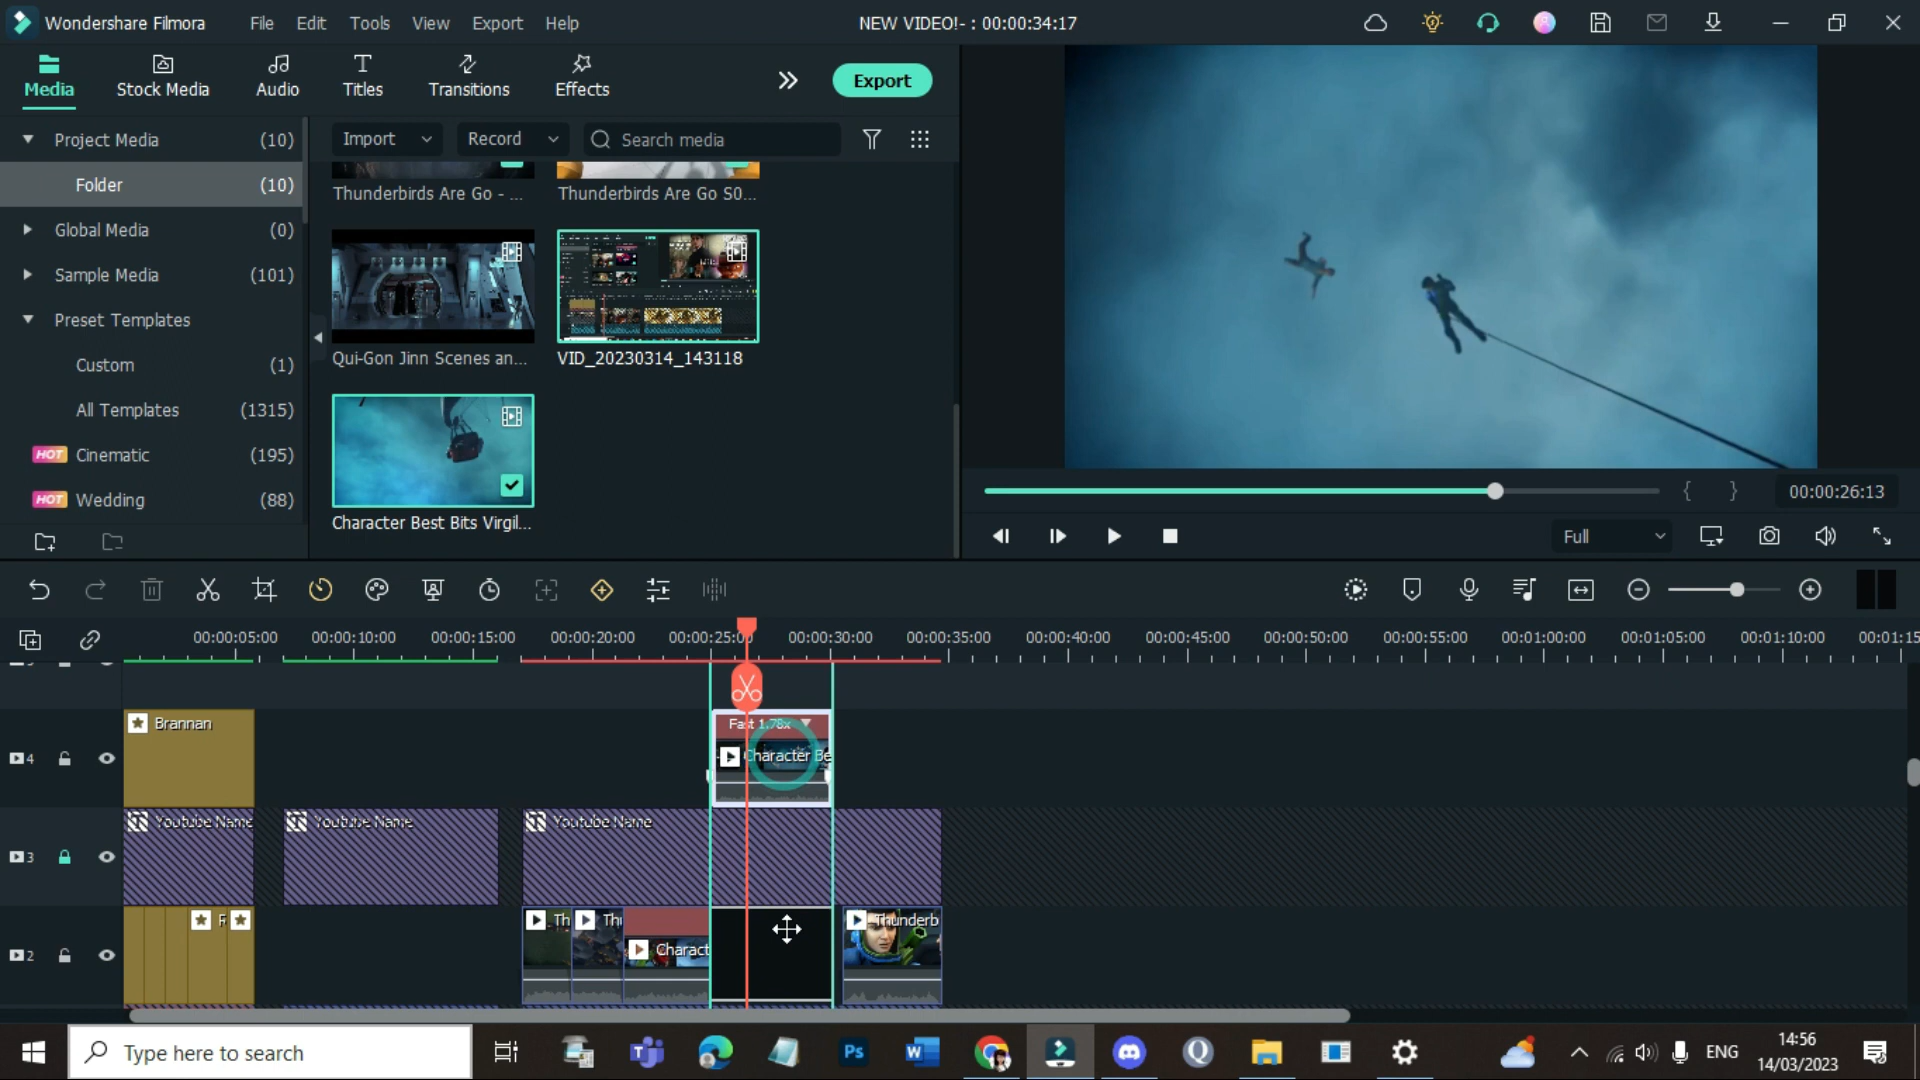 Wondershare Filmora
File Edit Tools View Export Help
NEW VIDEO!- : 00:00:34:17
Media
Stock Media
Audio
Titles
Transitions
Effects
Export
Project Media (10)
Folder (10)
Global Media (0)
Sample Media (101)
Preset Templates
Custom (1)
All Templates (1315)
HOT Cinematic (195)
HOT Wedding (88)
Import
Record
Search media
Thunderbirds Are Go - ...
Thunderbirds Are Go S0...
Qui-Gon Jinn Scenes an...
VID_20230314_143118
Character Best Bits Virgil...
00:00:26:13
Full
00:00:05:00
00:00:10:00
00:00:15:00
00:00:20:00
00:00:25:00
00:00:30:00
00:00:35:00
00:00:40:00
00:00:45:00
00:00:50:00
00:00:55:00
00:01:00:00
00:01:05:00
00:01:10:00
00:01:15
4
Brannan
Fast 1.78x
Character Be
3
Youtube Name
Youtube Name
Youtube Name
2
F
Th
Thu
Charact
Thunderb
Type here to search
Ps
ENG
14:56
14/03/2023